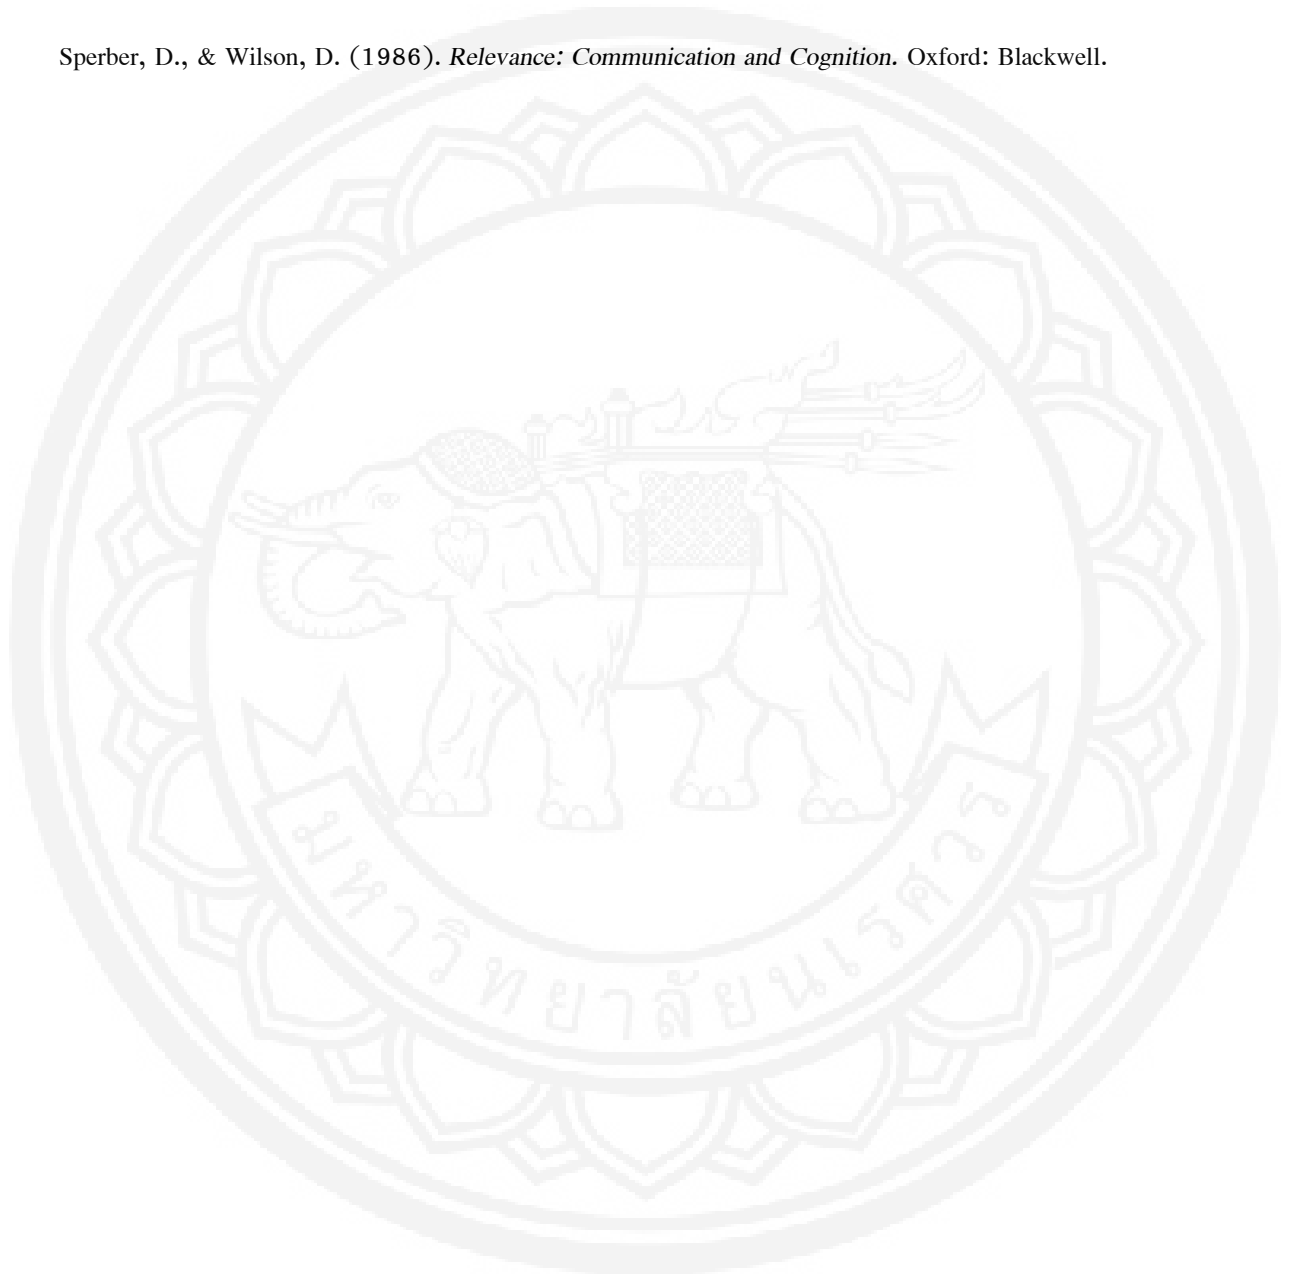 Sperber, D., & Wilson, D. (1986). Relevance: Communication and Cognition. Oxford: Blackwell.
มหาวิทยาลัยนเรศวร